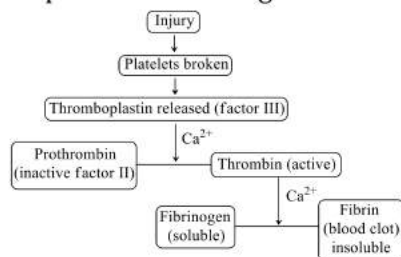 Injury
Platelets broken
Thromboplastin released (factor III)
Ca²⁺
Prothrombin
(inactive factor II)
Thrombin (active)
Ca²⁺
Fibrinogen
(soluble)
Fibrin
(blood clot)
insoluble